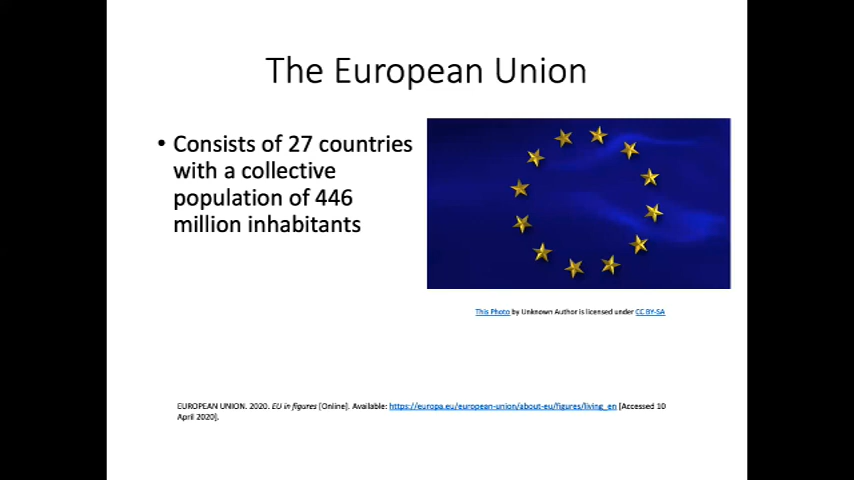 The European Union
• Consists of 27 countries
with a collective
population of 446
million inhabitants
This Photo by Unknown Author is licensed under CC BY-SA
EUROPEAN UNION. 2020. EU in figures [Online]. Available: https://europa.eu/european-union/about-eu/figures/living_en [Accessed 10
April 2020].